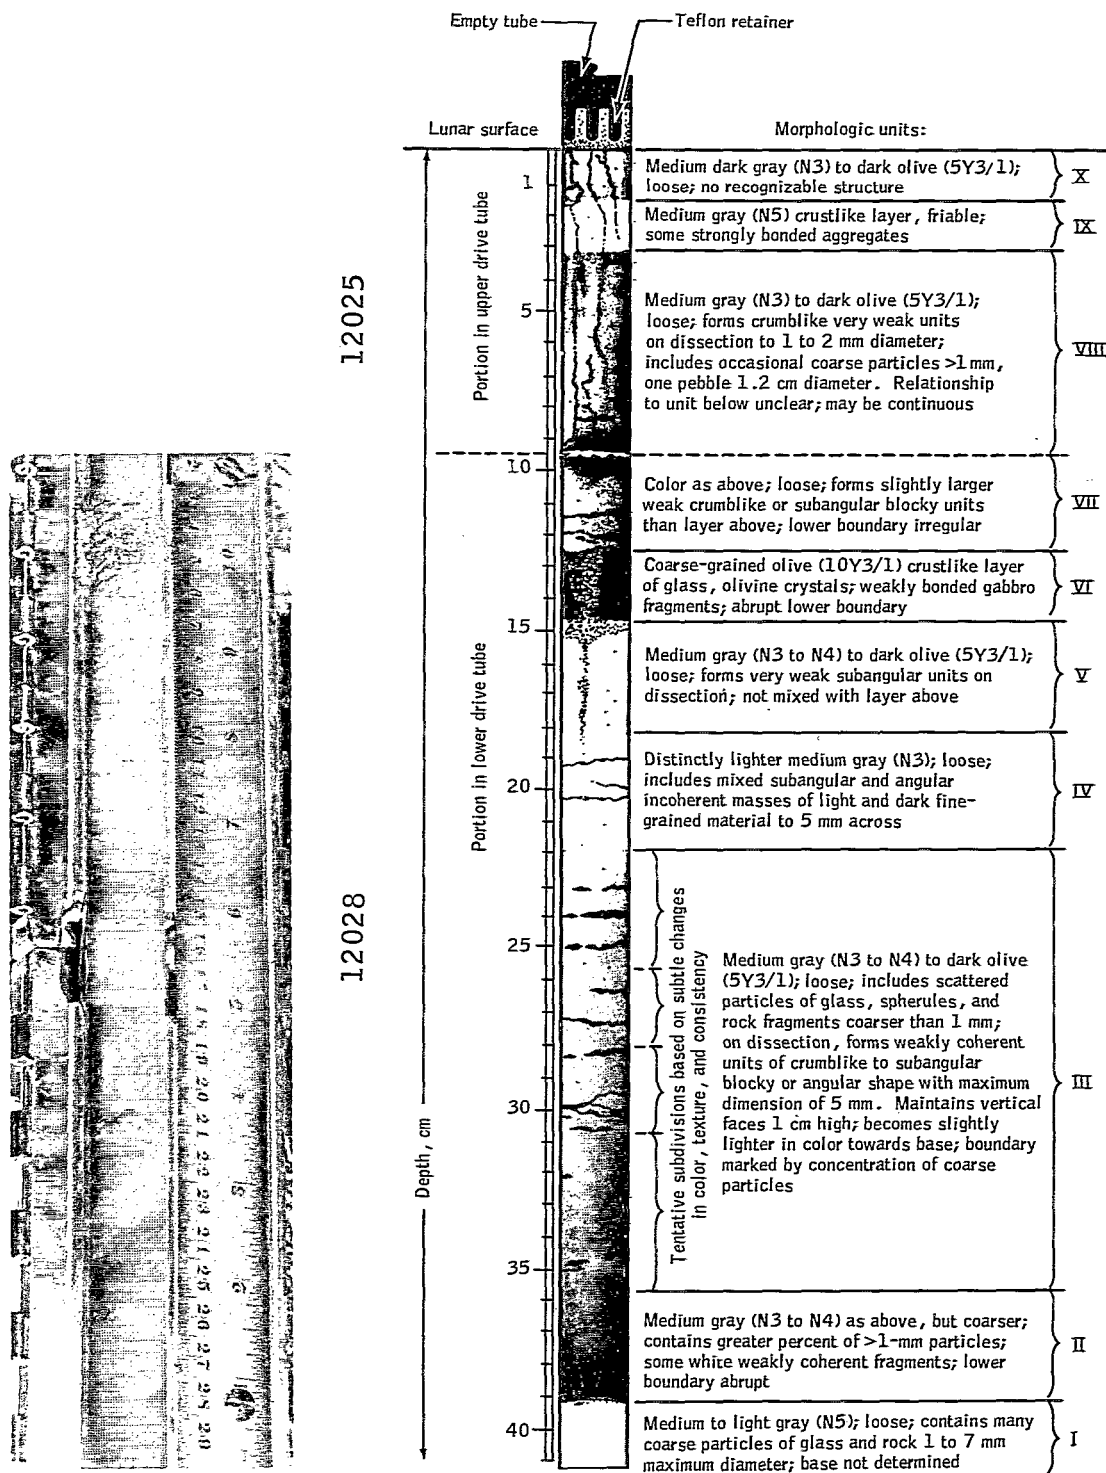 Empty tube
Teflon retainer
Lunar surface
Morphologic units:
12025
12028
Portion in upper drive tube
Portion in lower drive tube
Depth, cm
1
5
10
15
20
25
30
35
40
Medium dark gray (N3) to dark olive (5Y3/1);
loose; no recognizable structure
X
Medium gray (N5) crustlike layer, friable;
some strongly bonded aggregates
IX
Medium gray (N3) to dark olive (5Y3/1);
loose; forms crumblike very weak units
on dissection to 1 to 2 mm diameter;
includes occasional coarse particles >1 mm,
one pebble 1.2 cm diameter. Relationship
to unit below unclear; may be continuous
VIII
Color as above; loose; forms slightly larger
weak crumblike or subangular blocky units
than layer above; lower boundary irregular
VII
Coarse-grained olive (10Y3/1) crustlike layer
of glass, olivine crystals; weakly bonded gabbro
fragments; abrupt lower boundary
VI
Medium gray (N3 to N4) to dark olive (5Y3/1);
loose; forms very weak subangular units on
dissection; not mixed with layer above
V
Distinctly lighter medium gray (N3); loose;
includes mixed subangular and angular
incoherent masses of light and dark fine-
grained material to 5 mm across
IV
Tentative subdivisions based on subtle changes
in color, texture, and consistency
Medium gray (N3 to N4) to dark olive
(5Y3/1); loose; includes scattered
particles of glass, spherules, and
rock fragments coarser than 1 mm;
on dissection, forms weakly coherent
units of crumblike to subangular
blocky or angular shape with maximum
dimension of 5 mm. Maintains vertical
faces 1 cm high; becomes slightly
lighter in color towards base; boundary
marked by concentration of coarse
particles
III
Medium gray (N3 to N4) as above, but coarser;
contains greater percent of >1-mm particles;
some white weakly coherent fragments; lower
boundary abrupt
II
Medium to light gray (N5); loose; contains many
coarse particles of glass and rock 1 to 7 mm
maximum diameter; base not determined
I